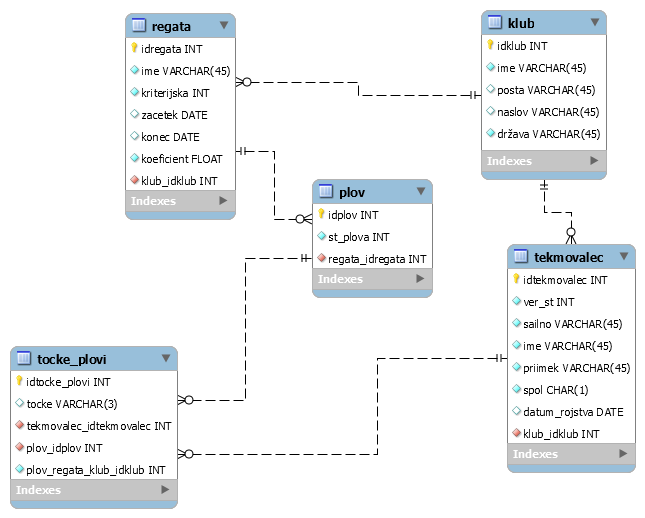 regata
idregata INT
ime VARCHAR(45)
kriterijska INT
zacetek DATE
konec DATE
koeficient FLOAT
klub_idklub INT
Indexes
klub
idklub INT
ime VARCHAR(45)
posta VARCHAR(45)
naslov VARCHAR(45)
država VARCHAR(45)
Indexes
plov
idplov INT
st_plova INT
regata_idregata INT
Indexes
tekmovalec
idtekmovalec INT
ver_st INT
sailno VARCHAR(45)
ime VARCHAR(45)
priimek VARCHAR(45)
spol CHAR(1)
datum_rojstva DATE
klub_idklub INT
Indexes
tocke_plovi
idtocke_plovi INT
tocke VARCHAR(3)
tekmovalec_idtekmovalec INT
plov_idplov INT
plov_regata_klub_idklub INT
Indexes